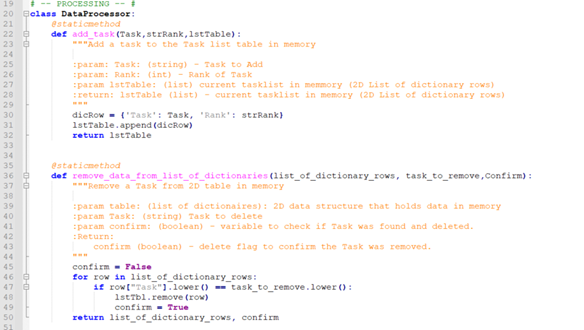 19 # -- PROCESSING -- #
20 class DataProcessor:
21 @staticmethod
22 def add_task(Task,strRank,lstTable):
23 """Add a task to the Task list table in memory
24
25 :param: Task: (string) - Task to Add
26 :param: Rank: (int) - Rank of Task
27 :param lstTable: (list) current tasklist in memmory (2D List of dictionary rows)
28 :return: lstTable (list) - current tasklist in memory (2D List of dictionary rows)
29 """
30 dicRow = {'Task': Task, 'Rank': strRank}
31 lstTable.append(dicRow)
32 return lstTable
33
34
35 @staticmethod
36 def remove_data_from_list_of_dictionaries(list_of_dictionary_rows, task_to_remove,Confirm):
37 """Remove a Task from 2D table in memory
38
39 :param table: (list of dictionaires): 2D data structure that holds data in memory
40 :param Task: (string) Task to delete
41 :param confirm: (boolean) - variable to check if Task was found and deleted.
42 :Return:
43 confirm (boolean) - delete flag to confirm the Task was removed.
44 """
45 confirm = False
46 for row in list_of_dictionary_rows:
47 if row["Task"].lower() == task_to_remove.lower():
48 lstTbl.remove(row)
49 confirm = True
50 return list_of_dictionary_rows, confirm
51